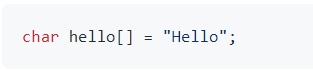 char hello[] = "Hello";